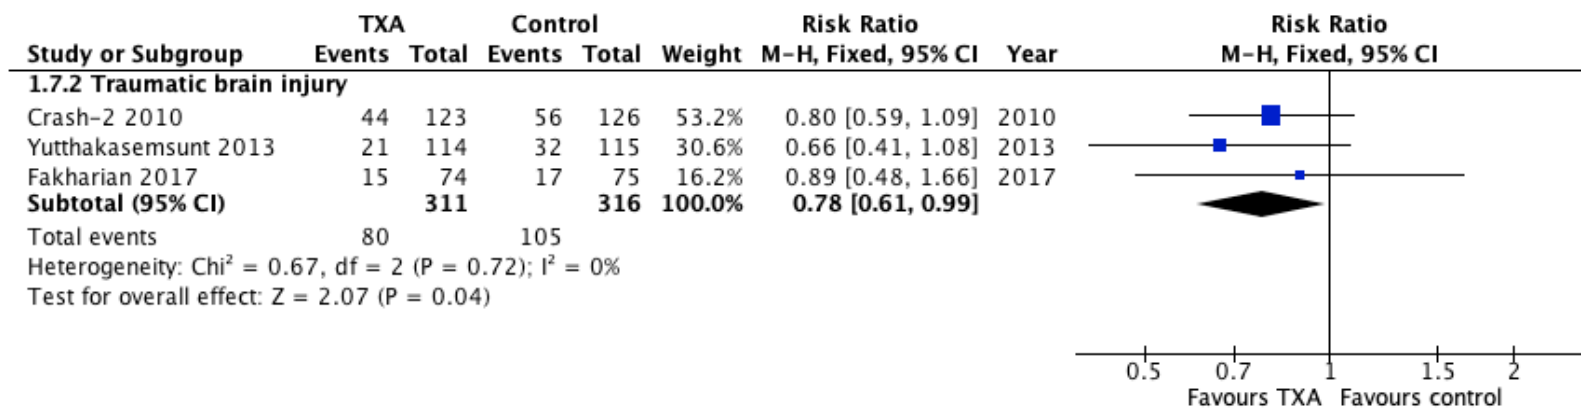 TXA Control Risk Ratio Risk Ratio
Study or Subgroup Events Total Events Total Weight M-H, Fixed, 95% CI Year M-H, Fixed, 95% CI
1.7.2 Traumatic brain injury
Crash-2 2010 44 123 56 126 53.2% 0.80 [0.59, 1.09] 2010
Yutthakasemsunt 2013 21 114 32 115 30.6% 0.66 [0.41, 1.08] 2013
Fakharian 2017 15 74 17 75 16.2% 0.89 [0.48, 1.66] 2017
Subtotal (95% CI) 311 316 100.0% 0.78 [0.61, 0.99]
Total events 80 105
Heterogeneity: Chi² = 0.67, df = 2 (P = 0.72); I² = 0%
Test for overall effect: Z = 2.07 (P = 0.04)
0.5 0.7 1 1.5 2
Favours TXA Favours control